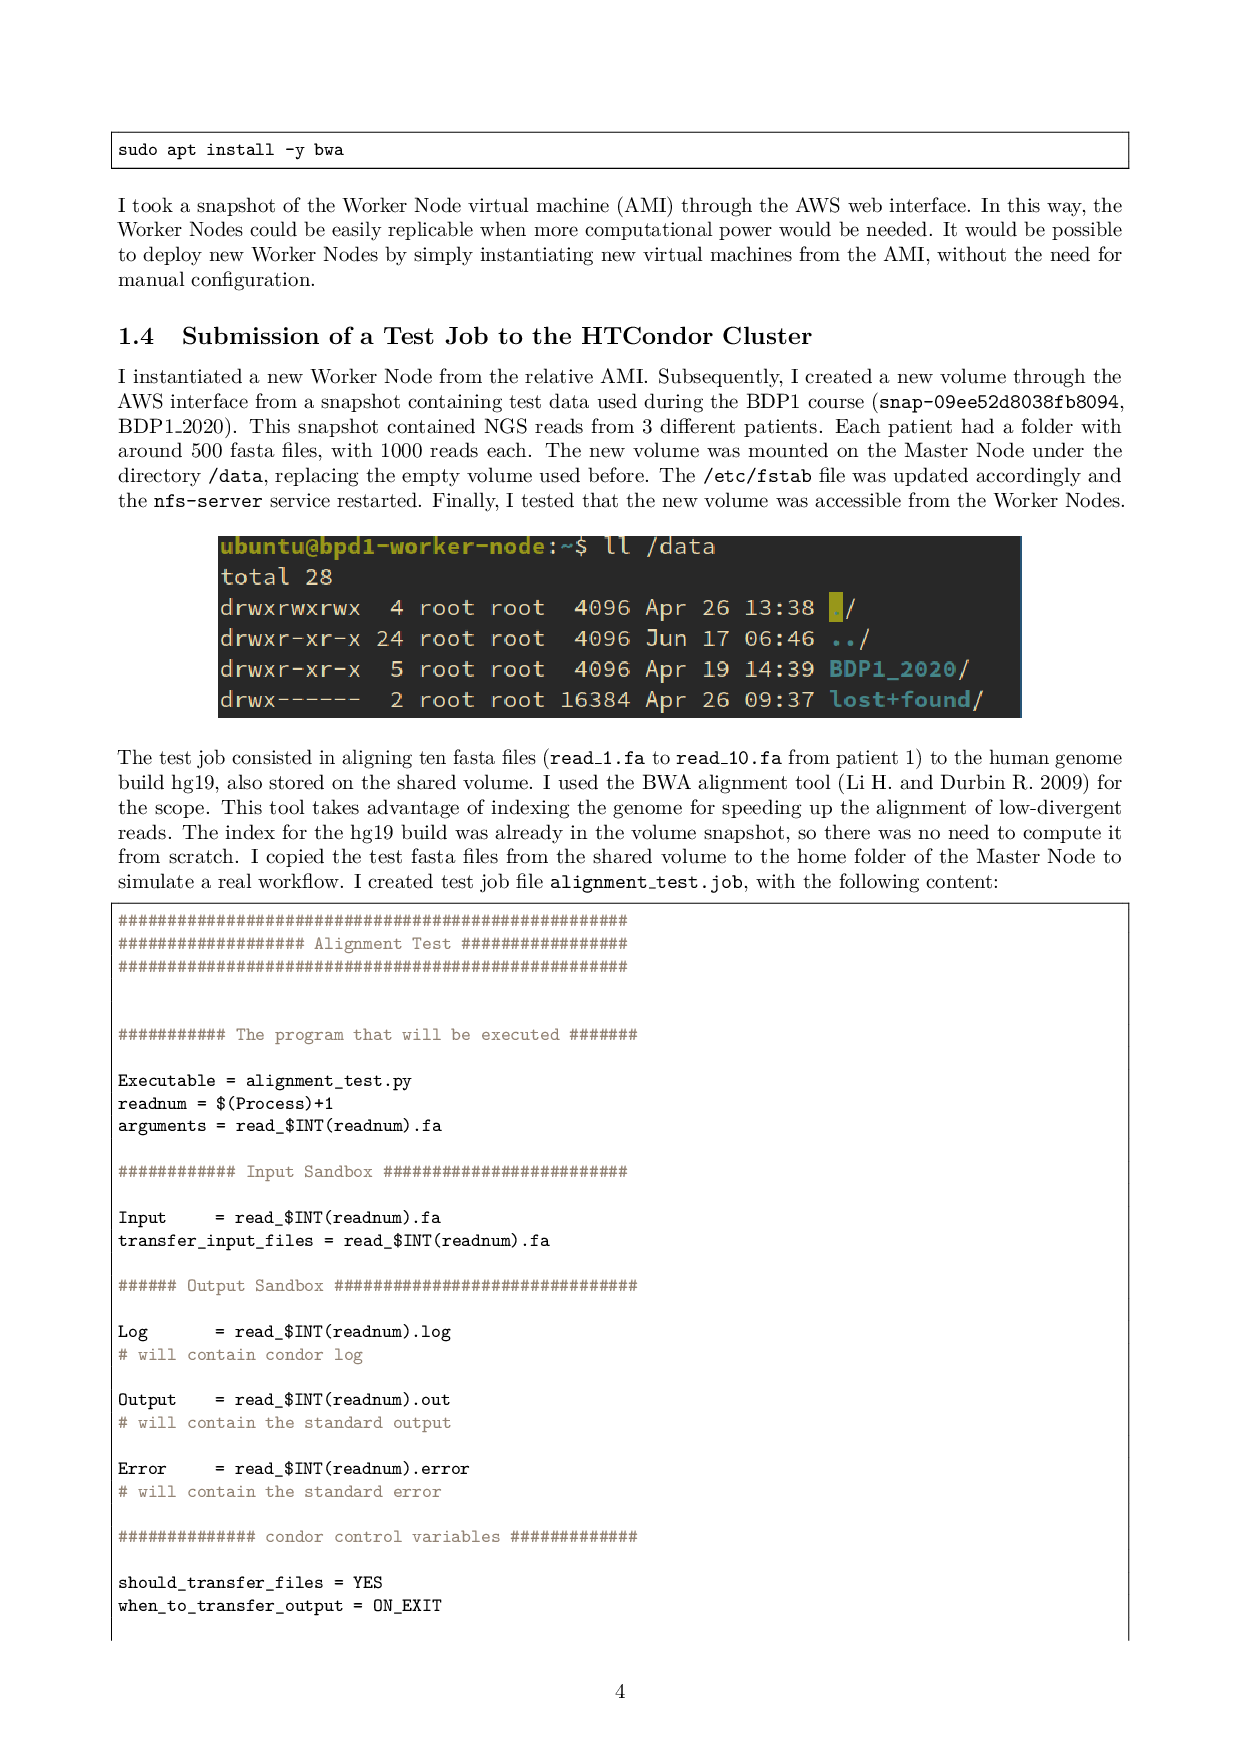 sudo apt install -y bwa
I took a snapshot of the Worker Node virtual machine (AMI) through the AWS web interface. In this way, the
Worker Nodes could be easily replicable when more computational power would be needed. It would be possible
to deploy new Worker Nodes by simply instantiating new virtual machines from the AMI, without the need for
manual configuration.
1.4 Submission of a Test Job to the HTCondor Cluster
I instantiated a new Worker Node from the relative AMI. Subsequently, I created a new volume through the
AWS interface from a snapshot containing test data used during the BDP1 course (snap-09ee52d8038fb8094,
BDP1_2020). This snapshot contained NGS reads from 3 different patients. Each patient had a folder with
around 500 fasta files, with 1000 reads each. The new volume was mounted on the Master Node under the
directory /data, replacing the empty volume used before. The /etc/fstab file was updated accordingly and
the nfs-server service restarted. Finally, I tested that the new volume was accessible from the Worker Nodes.
ubuntu@bpd1-worker-node:~$ ll /data
total 28
drwxrwxrwx  4 root root  4096 Apr 26 13:38 ./
drwxr-xr-x 24 root root  4096 Jun 17 06:46 ../
drwxr-xr-x  5 root root  4096 Apr 19 14:39 BDP1_2020/
drwx------  2 root root 16384 Apr 26 09:37 lost+found/
The test job consisted in aligning ten fasta files (read_1.fa to read_10.fa from patient 1) to the human genome
build hg19, also stored on the shared volume. I used the BWA alignment tool (Li H. and Durbin R. 2009) for
the scope. This tool takes advantage of indexing the genome for speeding up the alignment of low-divergent
reads. The index for the hg19 build was already in the volume snapshot, so there was no need to compute it
from scratch. I copied the test fasta files from the shared volume to the home folder of the Master Node to
simulate a real workflow. I created test job file alignment_test.job, with the following content:
####################################################
################### Alignment Test #################
####################################################
########### The program that will be executed #######
Executable = alignment_test.py
readnum = $(Process)+1
arguments = read_$INT(readnum).fa
############ Input Sandbox #########################
Input     = read_$INT(readnum).fa
transfer_input_files = read_$INT(readnum).fa
###### Output Sandbox ###############################
Log       = read_$INT(readnum).log
# will contain condor log
Output    = read_$INT(readnum).out
# will contain the standard output
Error     = read_$INT(readnum).error
# will contain the standard error
############## condor control variables #############
should_transfer_files = YES
when_to_transfer_output = ON_EXIT
4